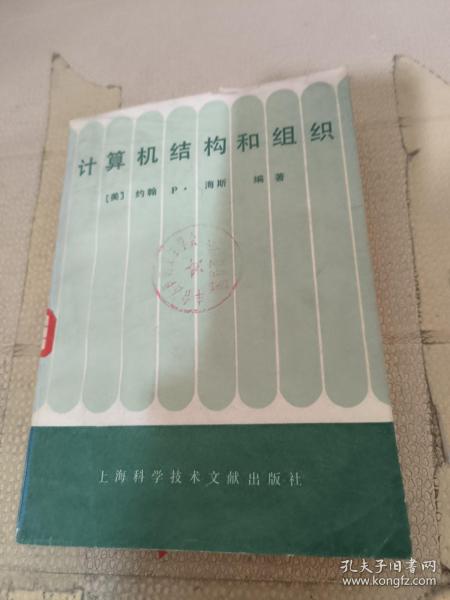 计算机结构和组织
[美] 约翰 P· 海斯 编著
上海科学技术文献出版社
孔夫子旧书网
www.kongfz.com